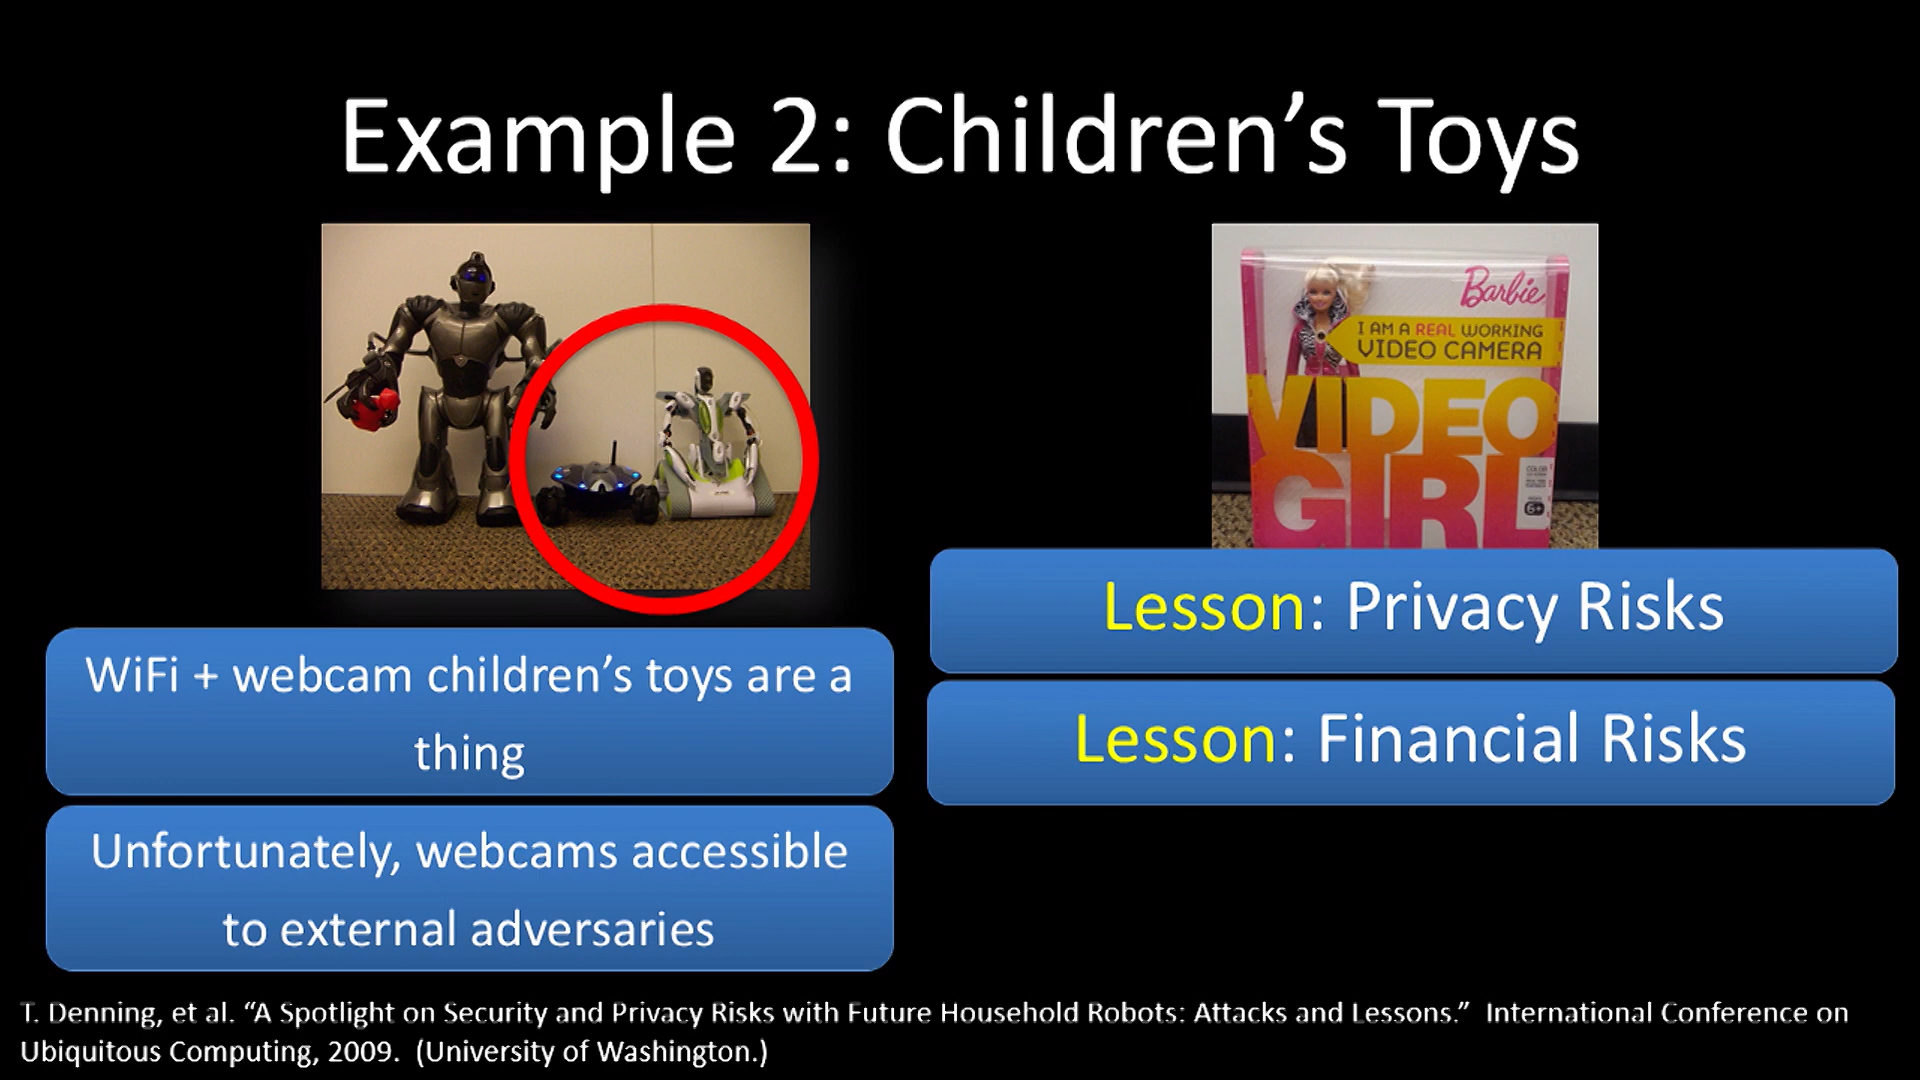 Example 2: Children’s Toys
Barbie
I AM A REAL WORKING
VIDEO CAMERA
VIDEO
GIRL
6+
Lesson: Privacy Risks
Lesson: Financial Risks
WiFi + webcam children’s toys are a
thing
Unfortunately, webcams accessible
to external adversaries
T. Denning, et al. “A Spotlight on Security and Privacy Risks with Future Household Robots: Attacks and Lessons.” International Conference on
Ubiquitous Computing, 2009. (University of Washington.)